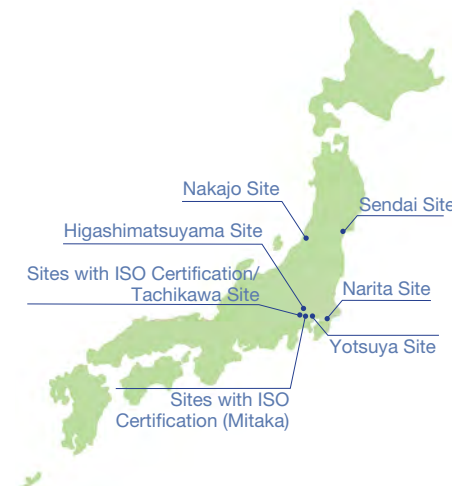 Nakajo Site
Sendai Site
Higashimatsuyama Site
Sites with ISO Certification/
Tachikawa Site
Narita Site
Yotsuya Site
Sites with ISO
Certification (Mitaka)